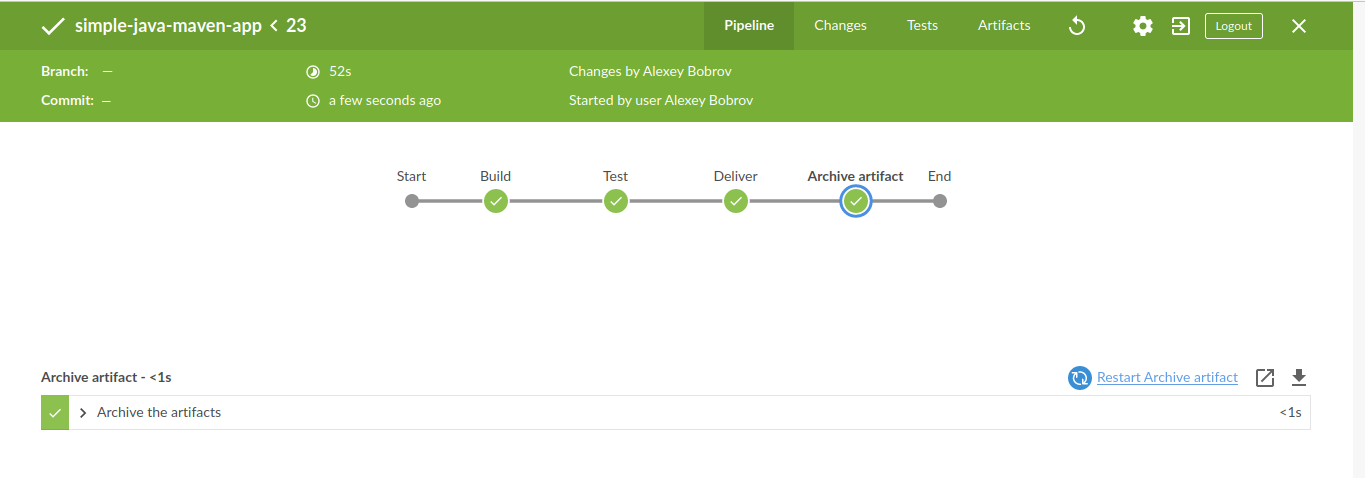 simple-java-maven-app < 23 Pipeline Changes Tests Artifacts Logout
Branch: — 52s Changes by Alexey Bobrov
Commit: — a few seconds ago Started by user Alexey Bobrov
Start Build Test Deliver Archive artifact End
Archive artifact - <1s Restart Archive artifact
Archive the artifacts <1s